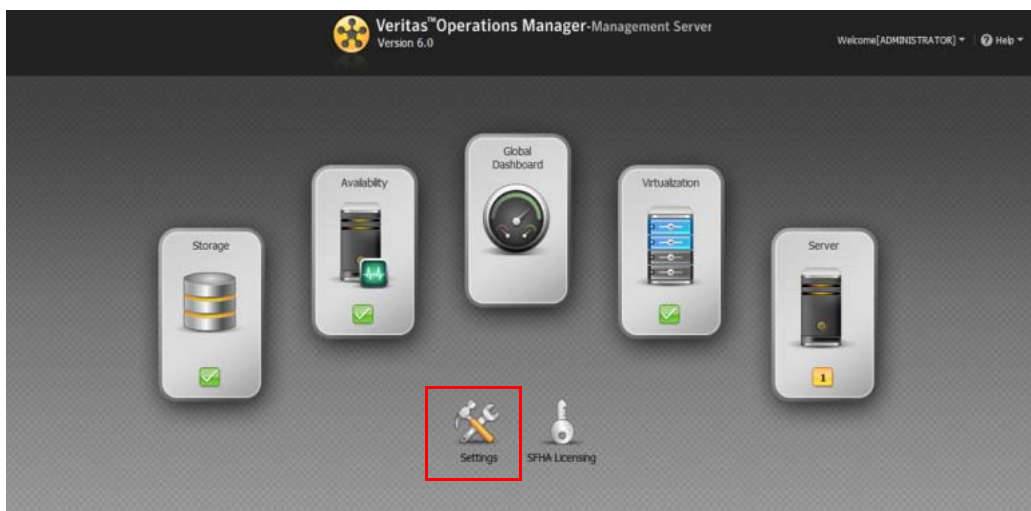 Veritas™Operations Manager-Management Server
Version 6.0
Welcome[ADMINISTRATOR]
? Help
Global
Dashboard
Availability
Virtualization
Storage
Server
1
Settings
SFHA Licensing